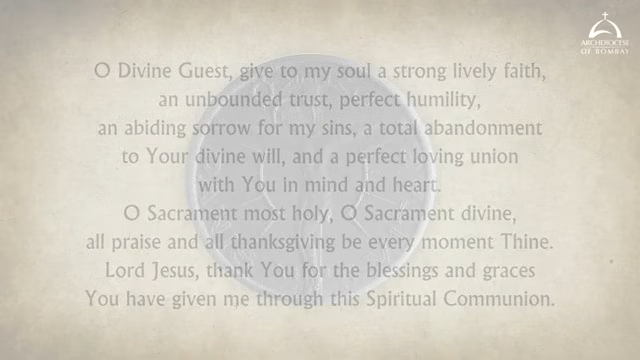 ARCHDIOCESE
OF BOMBAY
O Divine Guest, give to my soul a strong lively faith,
an unbounded trust, perfect humility,
an abiding sorrow for my sins, a total abandonment
to Your divine will, and a perfect loving union
with You in mind and heart.
O Sacrament most holy, O Sacrament divine,
all praise and all thanksgiving be every moment Thine.
Lord Jesus, thank You for the blessings and graces
You have given me through this Spiritual Communion.